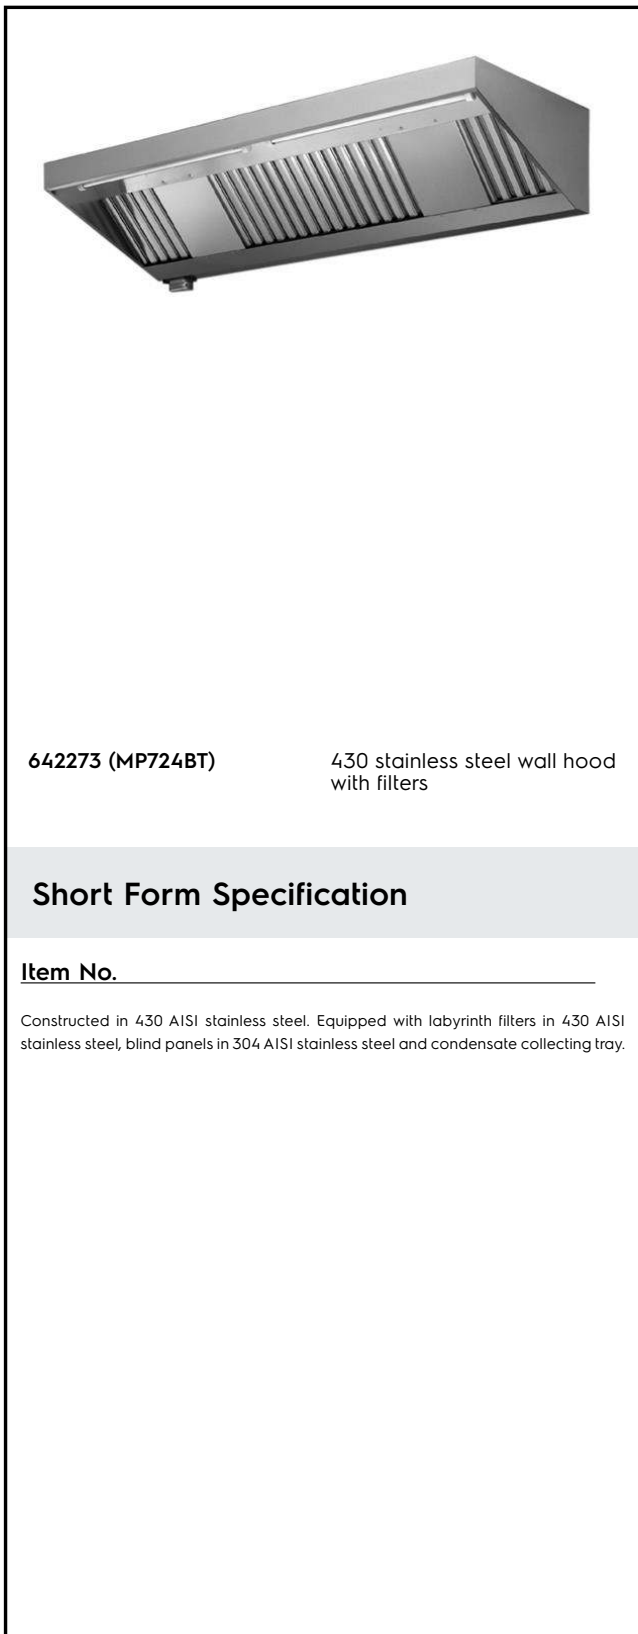 642273 (MP724BT)
430 stainless steel wall hood
with filters
Short Form Specification
Item No.
Constructed in 430 AISI stainless steel. Equipped with labyrinth filters in 430 AISI
stainless steel, blind panels in 304 AISI stainless steel and condensate collecting tray.